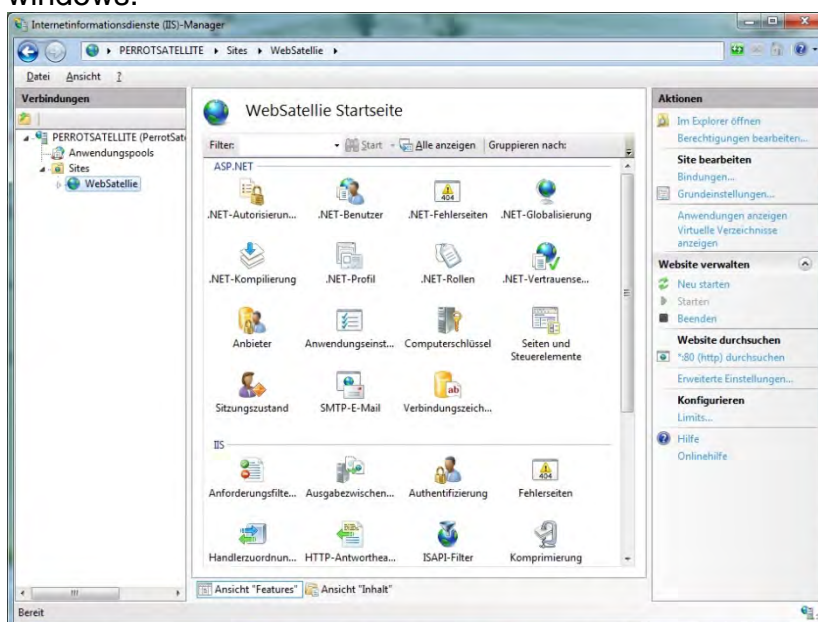 windows.
Internetinformationsdienste (IIS)-Manager
PERROTSATELLITE Sites WebSatellie
Datei Ansicht ?
Verbindungen
PERROTSATELLITE (PerrotSat
Anwendungspools
Sites
WebSatellie
WebSatellie Startseite
Filter: Start Alle anzeigen Gruppieren nach:
ASP.NET
.NET-Autorisierun... .NET-Benutzer .NET-Fehlerseiten .NET-Globalisierung
.NET-Kompilierung .NET-Profil .NET-Rollen .NET-Vertrauense...
Anbieter Anwendungseinst... Computerschlüssel Seiten und
Steuerelemente
Sitzungszustand SMTP-E-Mail Verbindungszeich...
IIS
Anforderungsfilte... Ausgabezwischen... Authentifizierung Fehlerseiten
Handlerzuordnun... HTTP-Antworthea... ISAPI-Filter Komprimierung
Ansicht "Features" Ansicht "Inhalt"
Aktionen
Im Explorer öffnen
Berechtigungen bearbeiten...
Site bearbeiten
Bindungen...
Grundeinstellungen...
Anwendungen anzeigen
Virtuelle Verzeichnisse
anzeigen
Website verwalten
Neu starten
Starten
Beenden
Website durchsuchen
*:80 (http) durchsuchen
Erweiterte Einstellungen...
Konfigurieren
Limits...
Hilfe
Onlinehilfe
Bereit